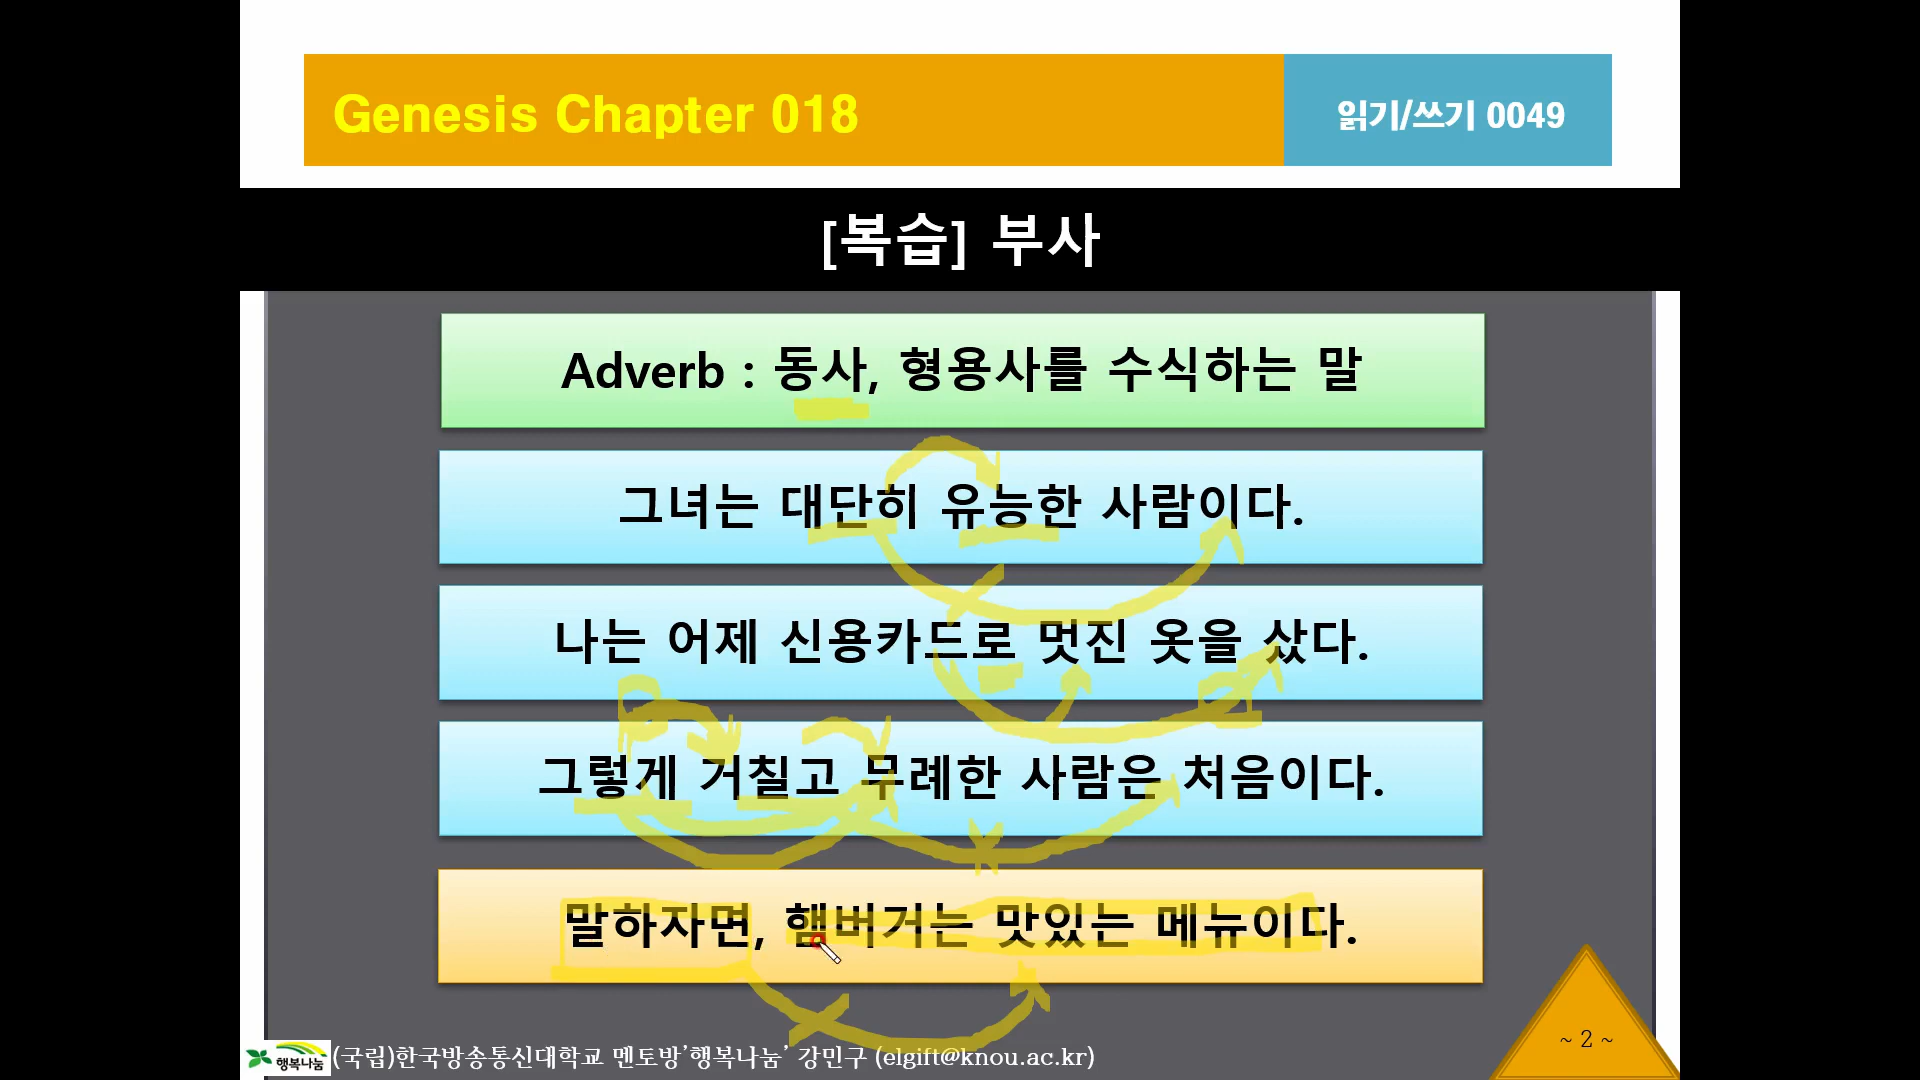 Genesis Chapter 018
읽기/쓰기 0049
[복습] 부사
Adverb : 동사, 형용사를 수식하는 말
그녀는 대단히 유능한 사람이다.
나는 어제 신용카드로 멋진 옷을 샀다.
그렇게 거칠고 무례한 사람은 처음이다.
말하자면, 햄버거는 맛있는 메뉴이다.
~ 2 ~
행복나눔 (국립)한국방송통신대학교 멘토방'행복나눔' 강민구 (elgift@knou.ac.kr)